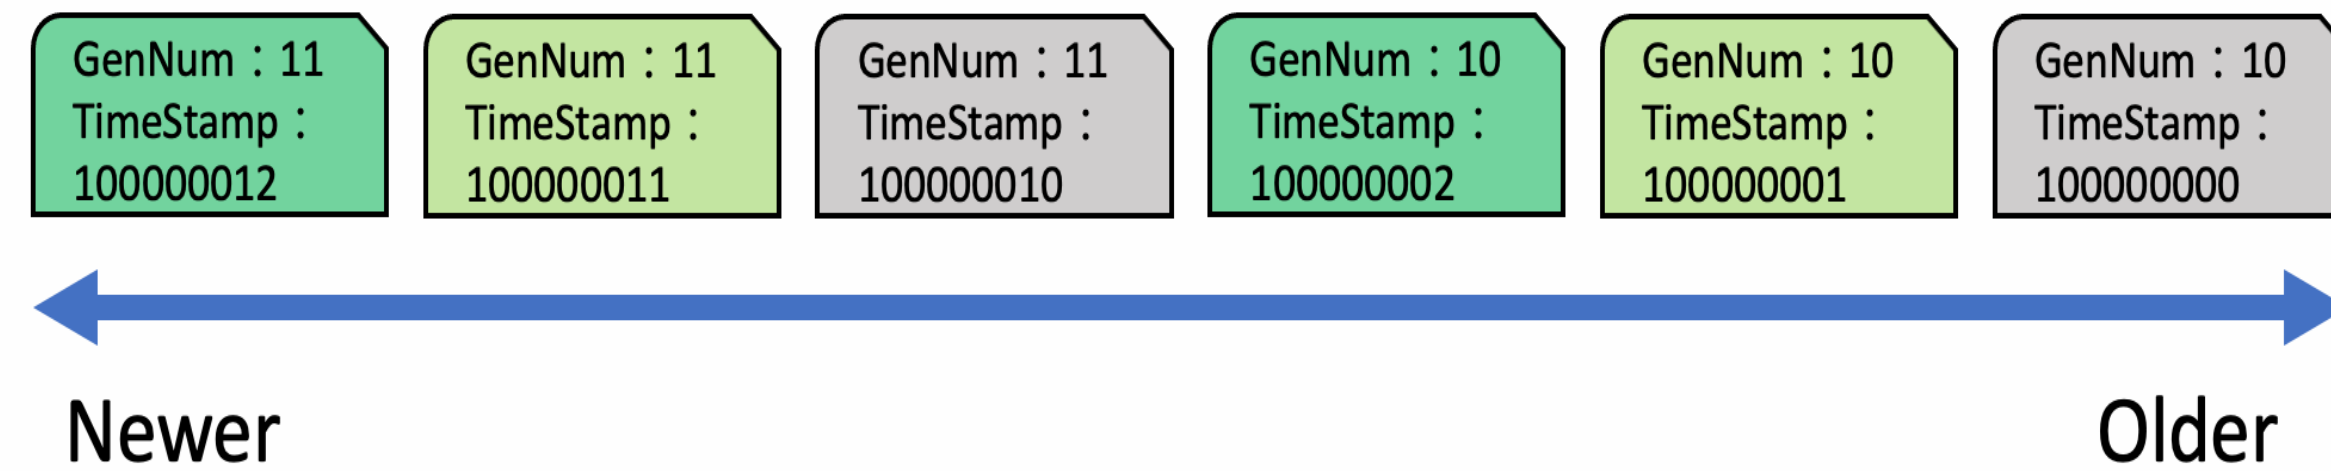 GenNum：11
TimeStamp：
100000012
GenNum：11
TimeStamp：
100000011
GenNum：11
TimeStamp：
100000010
GenNum：10
TimeStamp：
100000002
GenNum：10
TimeStamp：
100000001
GenNum：10
TimeStamp：
100000000
Newer
Older